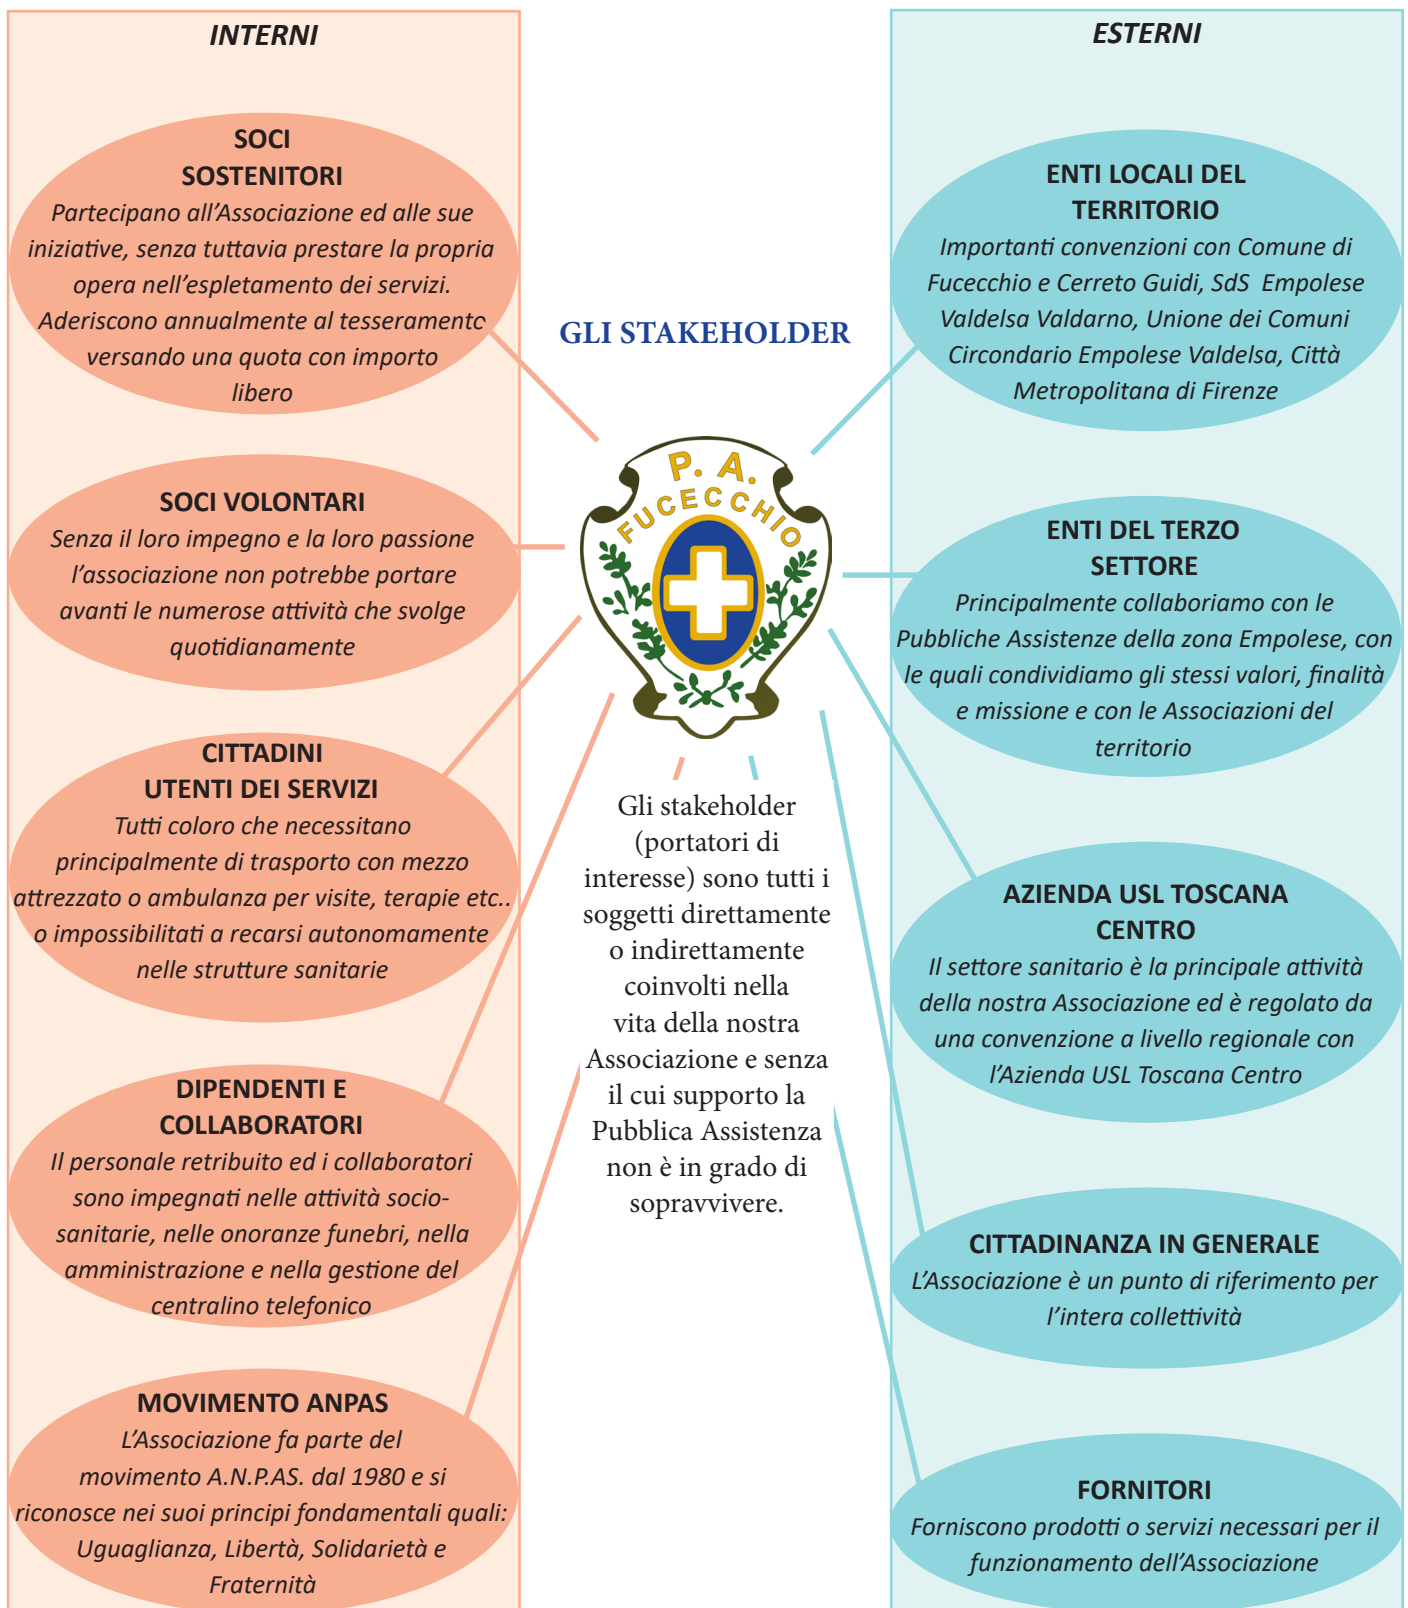 INTERNI
SOCI
SOSTENITORI
Partecipano all'Associazione ed alle sue
iniziative, senza tuttavia prestare la propria
opera nell'espletamento dei servizi.
Aderiscono annualmente al tesseramento
versando una quota con importo
libero
SOCI VOLONTARI
Senza il loro impegno e la loro passione
l'associazione non potrebbe portare
avanti le numerose attività che svolge
quotidianamente
CITTADINI
UTENTI DEI SERVIZI
Tutti coloro che necessitano
principalmente di trasporto con mezzo
attrezzato o ambulanza per visite, terapie etc..
o impossibilitati a recarsi autonomamente
nelle strutture sanitarie
DIPENDENTI E
COLLABORATORI
Il personale retribuito ed i collaboratori
sono impegnati nelle attività socio-
sanitarie, nelle onoranze funebri, nella
amministrazione e nella gestione del
centralino telefonico
MOVIMENTO ANPAS
L'Associazione fa parte del
movimento A.N.P.AS. dal 1980 e si
riconosce nei suoi principi fondamentali quali:
Uguaglianza, Libertà, Solidarietà e
Fraternità
GLI STAKEHOLDER
P. A.
FUCECCHIO
Gli stakeholder
(portatori di
interesse) sono tutti i
soggetti direttamente
o indirettamente
coinvolti nella
vita della nostra
Associazione e senza
il cui supporto la
Pubblica Assistenza
non è in grado di
sopravvivere.
ESTERNI
ENTI LOCALI DEL
TERRITORIO
Importanti convenzioni con Comune di
Fucecchio e Cerreto Guidi, SdS Empolese
Valdelsa Valdarno, Unione dei Comuni
Circondario Empolese Valdelsa, Città
Metropolitana di Firenze
ENTI DEL TERZO
SETTORE
Principalmente collaboriamo con le
Pubbliche Assistenze della zona Empolese, con
le quali condividiamo gli stessi valori, finalità
e missione e con le Associazioni del
territorio
AZIENDA USL TOSCANA
CENTRO
Il settore sanitario è la principale attività
della nostra Associazione ed è regolato da
una convenzione a livello regionale con
l'Azienda USL Toscana Centro
CITTADINANZA IN GENERALE
L'Associazione è un punto di riferimento per
l'intera collettività
FORNITORI
Forniscono prodotti o servizi necessari per il
funzionamento dell'Associazione